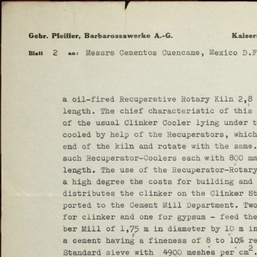 Gebr. Pfeiffer, Barbarossawerke A.-G. Kaisers
Blatt 2 an: Messrs Cementos Cuencame, Mexico D.F
a oil-fired Recuperative Rotary Kiln 2,8
length. The chief characteristic of this
of the usual Clinker Cooler lying under t
cooled by help of the Recuperators, which
end of the kiln and rotate with the same.
such Recuperator-Coolers each with 800 mm
length. The use of the Recuperator-Rotary
a high degree the costs for building and
distributes the clinker on the Clinker St
ported to the Cement Mill Department. Two
for clinker and one for gypsum - feed the
ber Mill of 1,75 m in diameter by 10 m in
a cement having a fineness of 8 to 10% re
Standard sieve with 4900 meshes per cm².